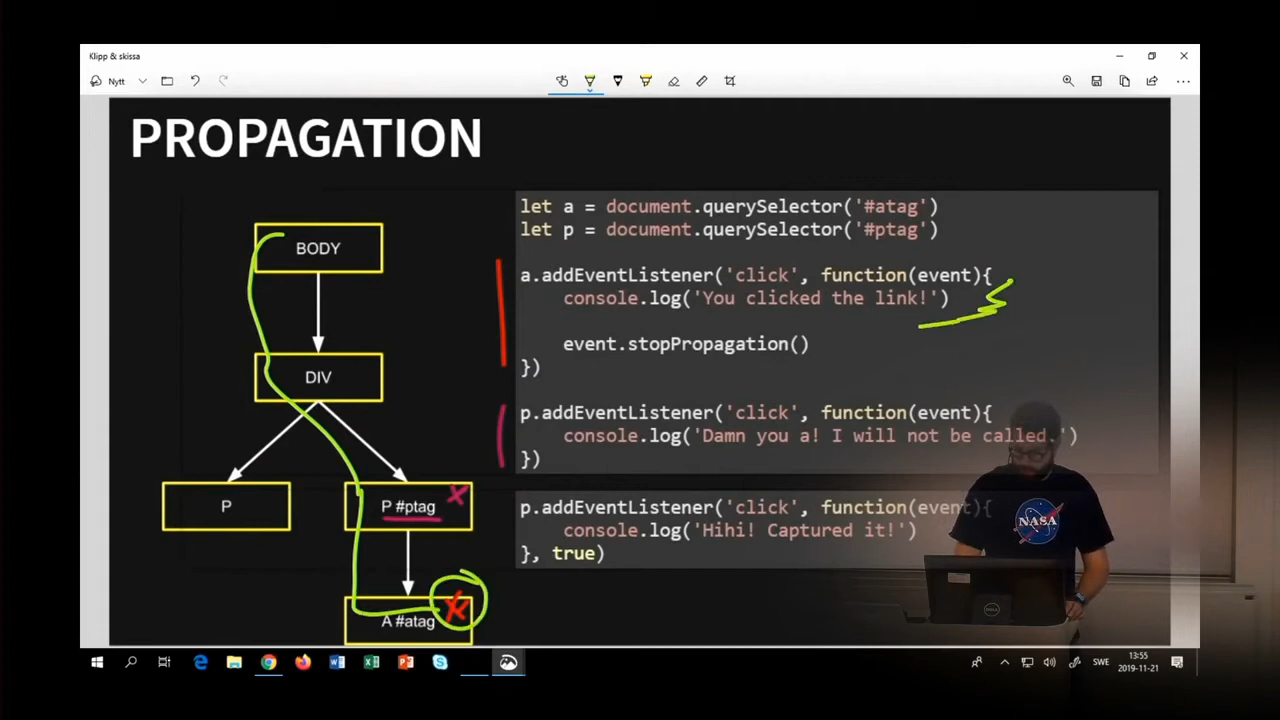 Klipp & skissa
Nytt
PROPAGATION
BODY
DIV
P
P #ptag
A #atag
let a = document.querySelector('#atag')
let p = document.querySelector('#ptag')
a.addEventListener('click', function(event){
console.log('You clicked the link!')
event.stopPropagation()
})
p.addEventListener('click', function(event){
console.log('Damn you a! I will not be called.')
})
p.addEventListener('click', function(event){
console.log('Hihi! Captured it!')
}, true)
NASA
DELL
SWE
13:55
2019-11-21